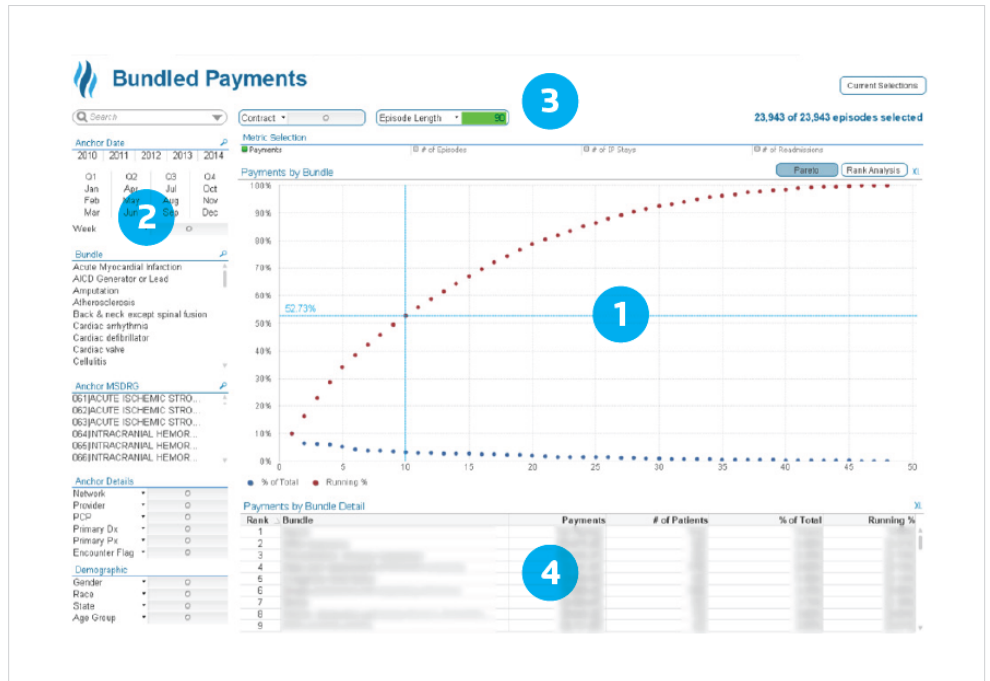 Bundled Payments
Current Selections
Search
Contract
Episode Length 90
3
23,943 of 23,943 episodes selected
Metric Selection
Payments # of Episodes # of IP Stays # of Readmissions
Anchor Date
2010 2011 2012 2013 2014
Q1 Q2 Q3 Q4
Jan Apr Jul Oct
Feb May Aug Nov
Mar Jun Sep Dec
Week
2
Bundle
Acute Myocardial Infarction
AICD Generator or Lead
Amputation
Atherosclerosis
Back & neck except spinal fusion
Cardiac arrhythmia
Cardiac defibrillator
Cardiac valve
Cellulitis
Anchor MSDRG
061|ACUTE ISCHEMIC STRO...
062|ACUTE ISCHEMIC STRO...
063|ACUTE ISCHEMIC STRO...
064|INTRACRANIAL HEMOR...
065|INTRACRANIAL HEMOR...
066|INTRACRANIAL HEMOR...
Anchor Details
Network
Provider
PCP
Primary Dx
Primary Px
Encounter Flag
Demographic
Gender
Race
State
Age Group
Payments by Bundle
Pareto Rank Analysis XL
100%
90%
80%
70%
60%
52.73%
50%
40%
30%
20%
10%
0%
0 5 10 15 20 25 30 35 40 45 50
1
% of Total Running %
Payments by Bundle Detail XL
Rank Bundle Payments # of Patients % of Total Running %
1
2
3
4
5
6
7
8
9
4